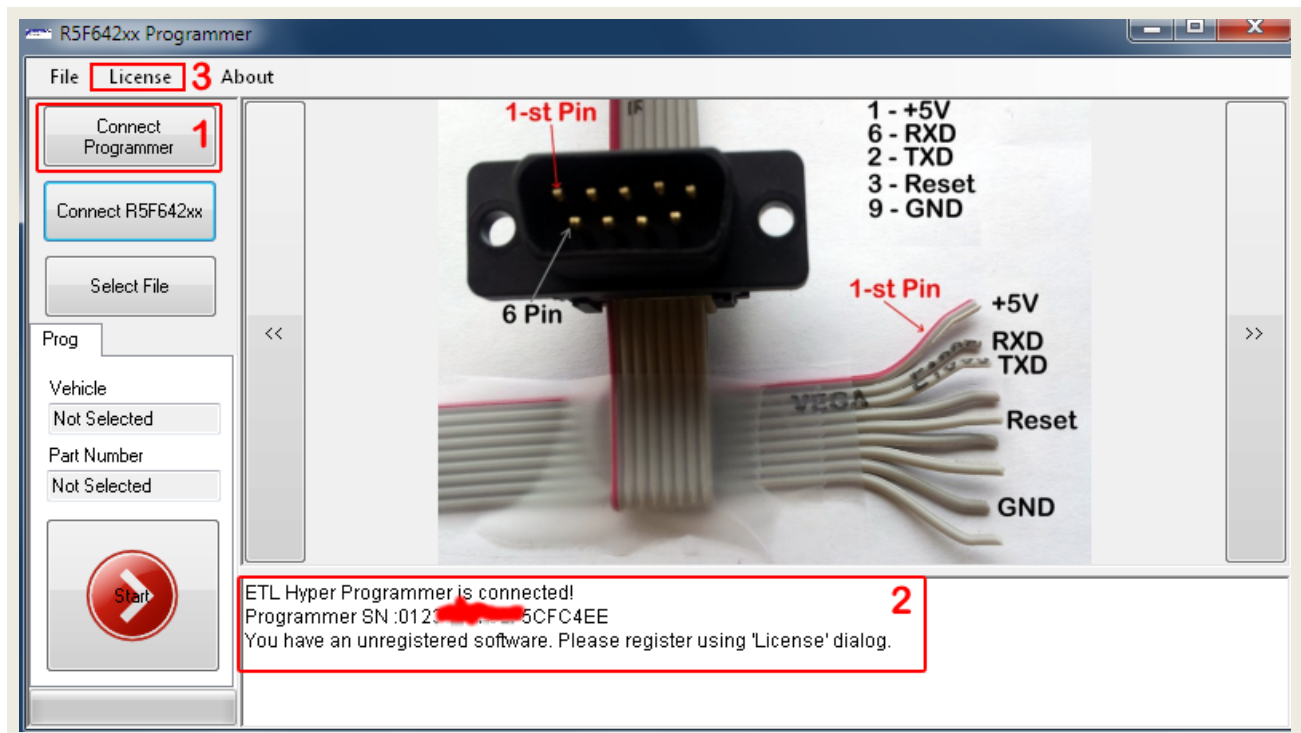 R5F642xx Programmer
File License 3 About
Connect
Programmer
1
Connect R5F642xx
Select File
Prog
Vehicle
Not Selected
Part Number
Not Selected
Start
<<
1-st Pin
6 Pin
1 - +5V
6 - RXD
2 - TXD
3 - Reset
9 - GND
1-st Pin
+5V
RXD
TXD
VEGA
Reset
GND
>>
ETL Hyper Programmer is connected!
Programmer SN :012 5CFC4EE
You have an unregistered software. Please register using 'License' dialog.
2